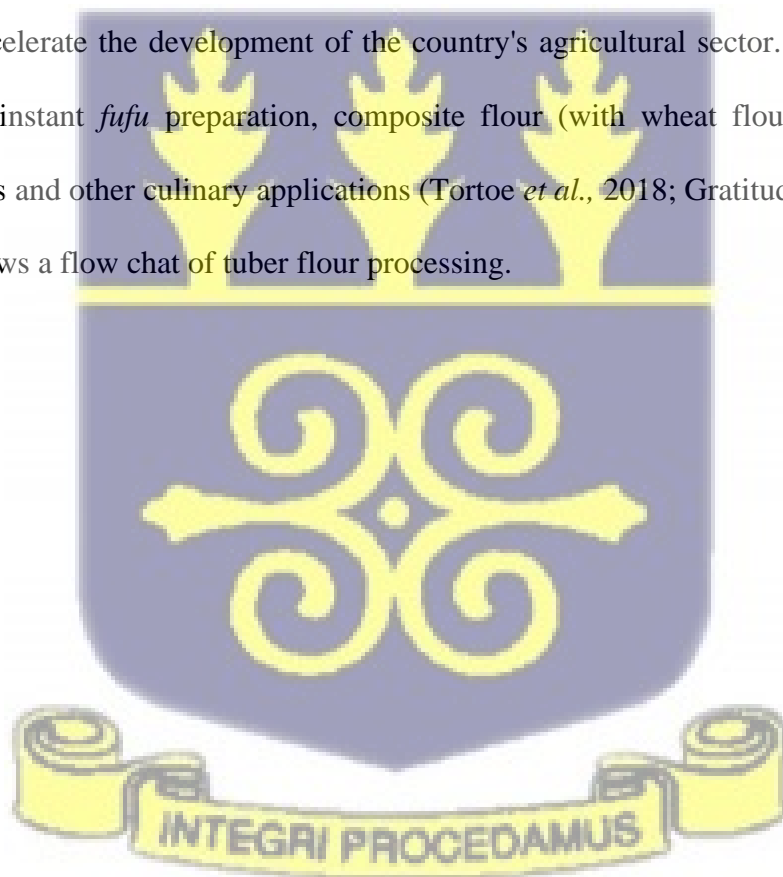 celerate the development of the country's agricultural sector.
instant fufu preparation, composite flour (with wheat flou
s and other culinary applications (Tortoe et al., 2018; Gratitud
ws a flow chat of tuber flour processing.
INTEGRI PROCEDAMUS